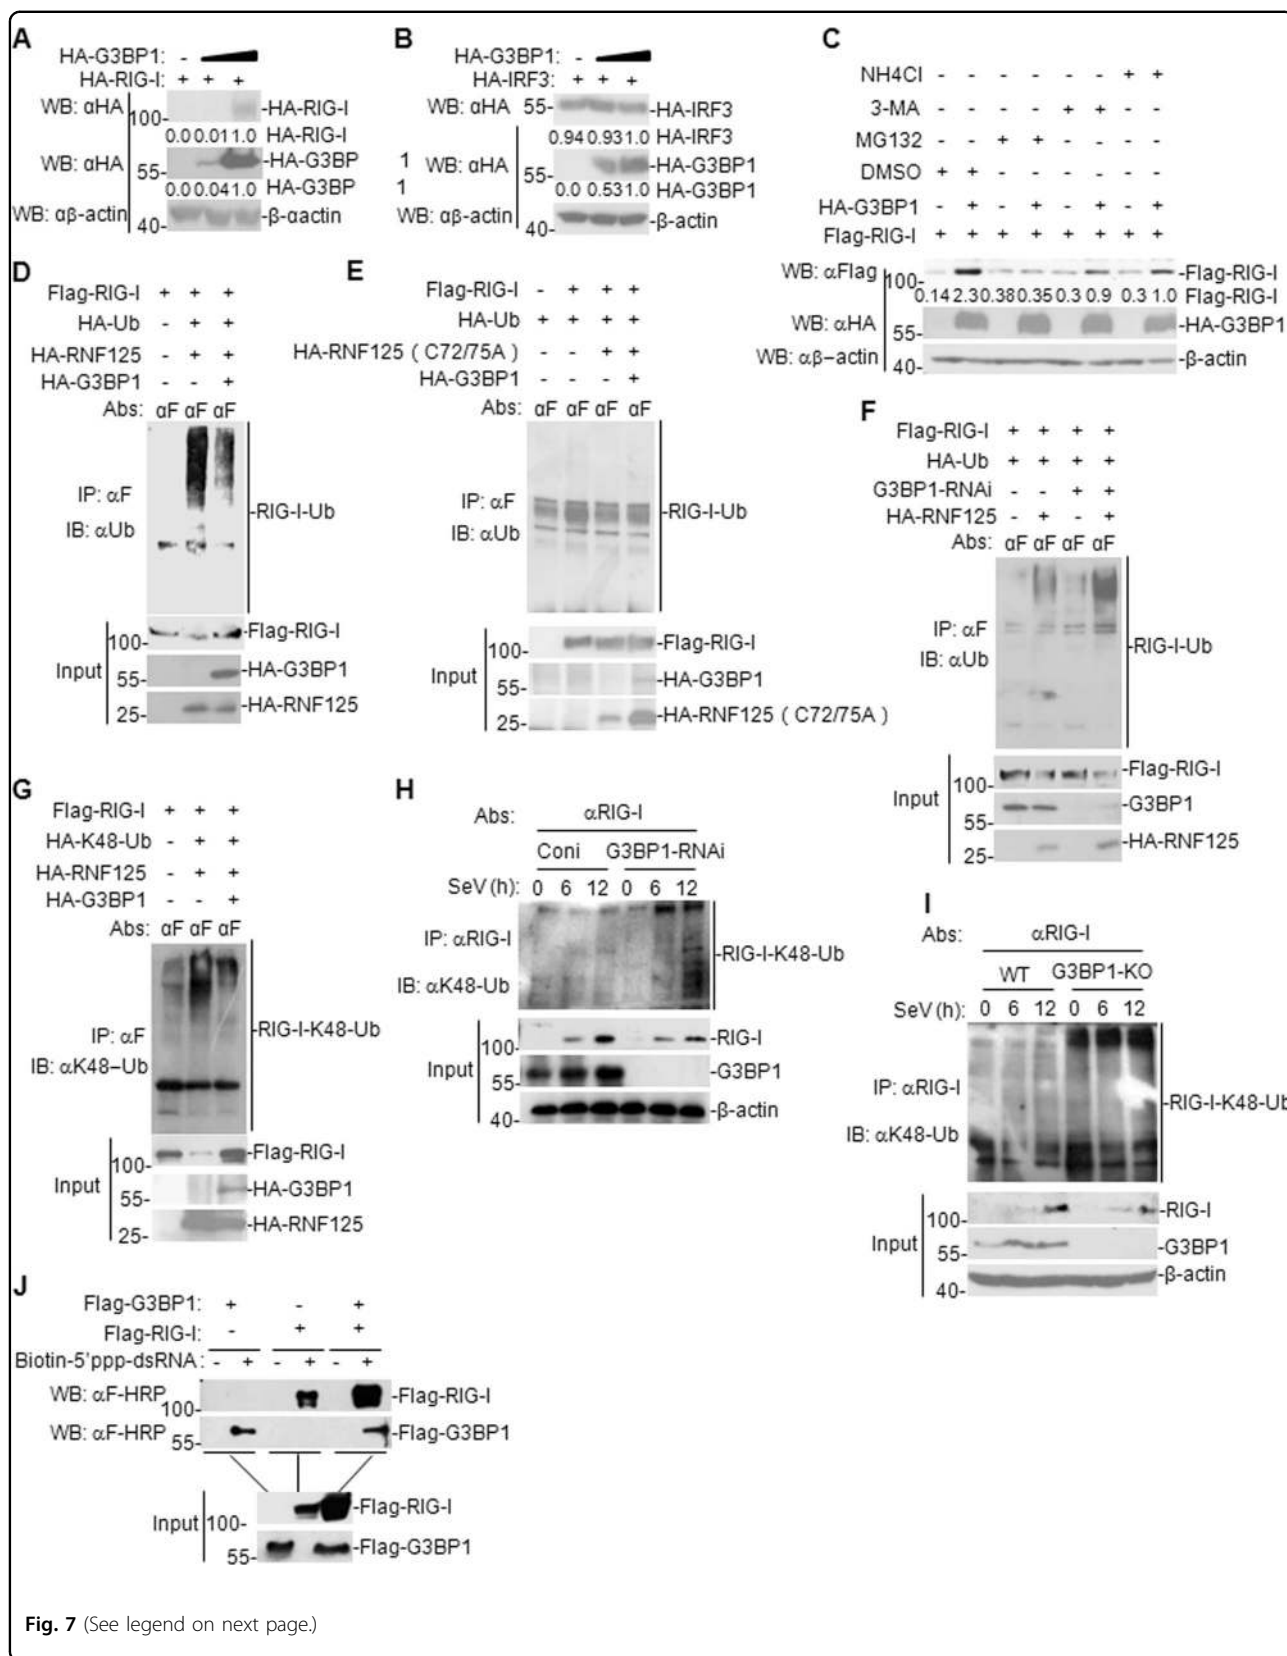 A
HA-G3BP1: -
HA-RIG-I: + + +
WB: αHA 100- -HA-RIG-I
0.0 0.01 1.0 HA-RIG-I
WB: αHA 55- -HA-G3BP 1
0.0 0.04 1.0 HA-G3BP 1
WB: αβ-actin 40- -β-αactin
B
HA-G3BP1: -
HA-IRF3: + + +
WB: αHA 55- -HA-IRF3
0.94 0.93 1.0 HA-IRF3
WB: αHA 55- -HA-G3BP1
0.0 0.53 1.0 HA-G3BP1
WB: αβ-actin 40- -β-actin
C
NH4Cl - - - - - - + +
3-MA - - - - + + - -
MG132 - - + + - - - -
DMSO + + - - - - - -
HA-G3BP1 - + - + - + - +
Flag-RIG-I + + + + + + + +
WB: αFlag 100- -Flag-RIG-I
0.14 2.3 0.38 0.35 0.3 0.9 0.3 1.0 Flag-RIG-I
WB: αHA 55- -HA-G3BP1
WB: αβ-actin 40- -β-actin
D
Flag-RIG-I + + +
HA-Ub - + +
HA-RNF125 - + +
HA-G3BP1 - - +
Abs: αF αF αF
IP: αF
IB: αUb
-RIG-I-Ub
100- -Flag-RIG-I
Input 55- -HA-G3BP1
25- -HA-RNF125
E
Flag-RIG-I - + + +
HA-Ub + + + +
HA-RNF125 ( C72/75A ) - - + +
HA-G3BP1 - - - +
Abs: αF αF αF αF
IP: αF
IB: αUb
-RIG-I-Ub
100- -Flag-RIG-I
Input 55- -HA-G3BP1
25- -HA-RNF125 ( C72/75A )
F
Flag-RIG-I + + + +
HA-Ub + + + +
G3BP1-RNAi - - + +
HA-RNF125 - + - +
Abs: αF αF αF αF
IP: αF
IB: αUb
-RIG-I-Ub
100- -Flag-RIG-I
Input 55- -G3BP1
25- -HA-RNF125
G
Flag-RIG-I + + +
HA-K48-Ub - + +
HA-RNF125 - + +
HA-G3BP1 - - +
Abs: αF αF αF
IP: αF
IB: αK48-Ub
-RIG-I-K48-Ub
100- -Flag-RIG-I
Input 55- -HA-G3BP1
25- -HA-RNF125
H
Abs: αRIG-I
Coni G3BP1-RNAi
SeV (h): 0 6 12 0 6 12
IP: αRIG-I
IB: αK48-Ub
-RIG-I-K48-Ub
100- -RIG-I
Input 55- -G3BP1
40- -β-actin
I
Abs: αRIG-I
WT G3BP1-KO
SeV (h): 0 6 12 0 6 12
IP: αRIG-I
IB: αK48-Ub
-RIG-I-K48-Ub
100- -RIG-I
Input 55- -G3BP1
40- -β-actin
J
Flag-G3BP1: + - +
Flag-RIG-I: - + +
Biotin-5'ppp-dsRNA: - + - + - +
WB: αF-HRP 100- -Flag-RIG-I
WB: αF-HRP 55- -Flag-G3BP1
Input 100- -Flag-RIG-I
55- -Flag-G3BP1
Fig. 7 (See legend on next page.)